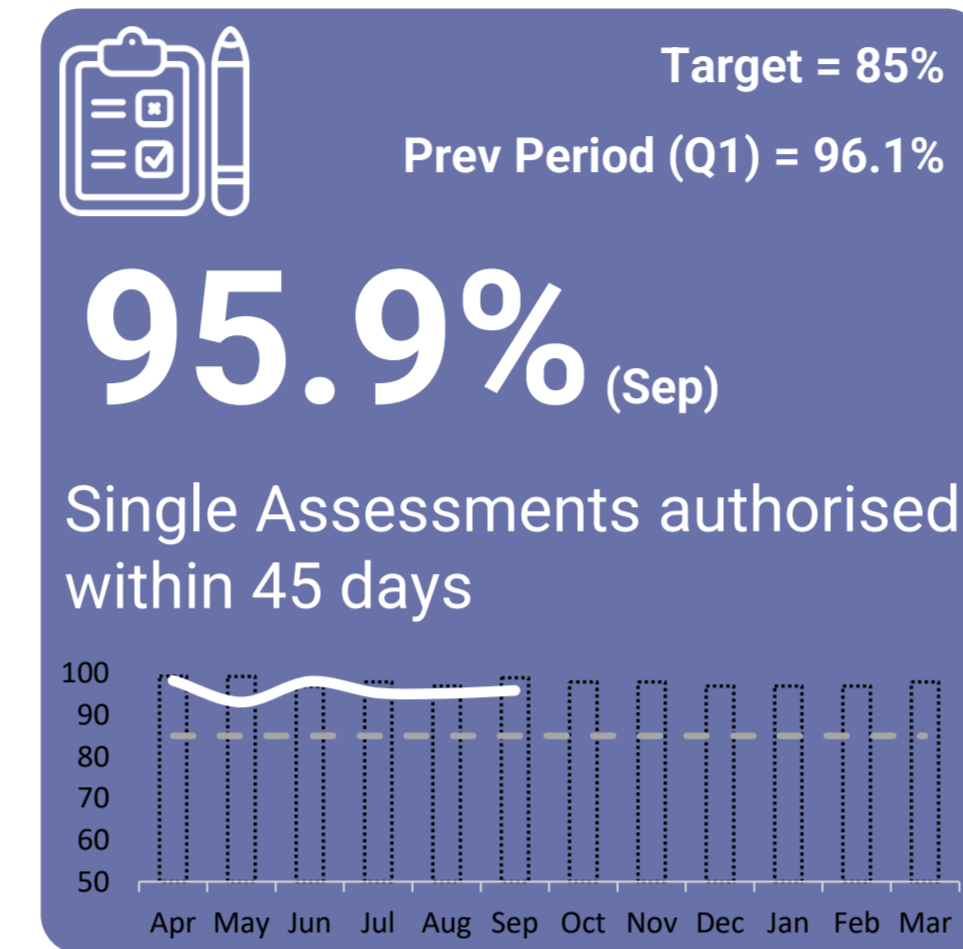 Target = 85%
Prev Period (Q1) = 96.1%
95.9% (Sep)
Single Assessments authorised
within 45 days
100
90
80
70
60
50
Apr May Jun Jul Aug Sep Oct Nov Dec Jan Feb Mar